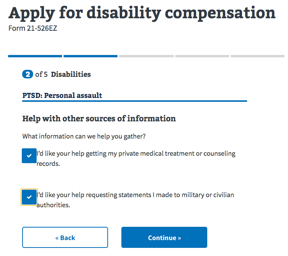 Apply for disability compensation
Form 21-526EZ
2 of 5 Disabilities
PTSD: Personal assault
Help with other sources of information
What information can we help you gather?
I'd like your help getting my private medical treatment or counseling
records.
I'd like your help requesting statements I made to military or civilian
authorities.
« Back
Continue »